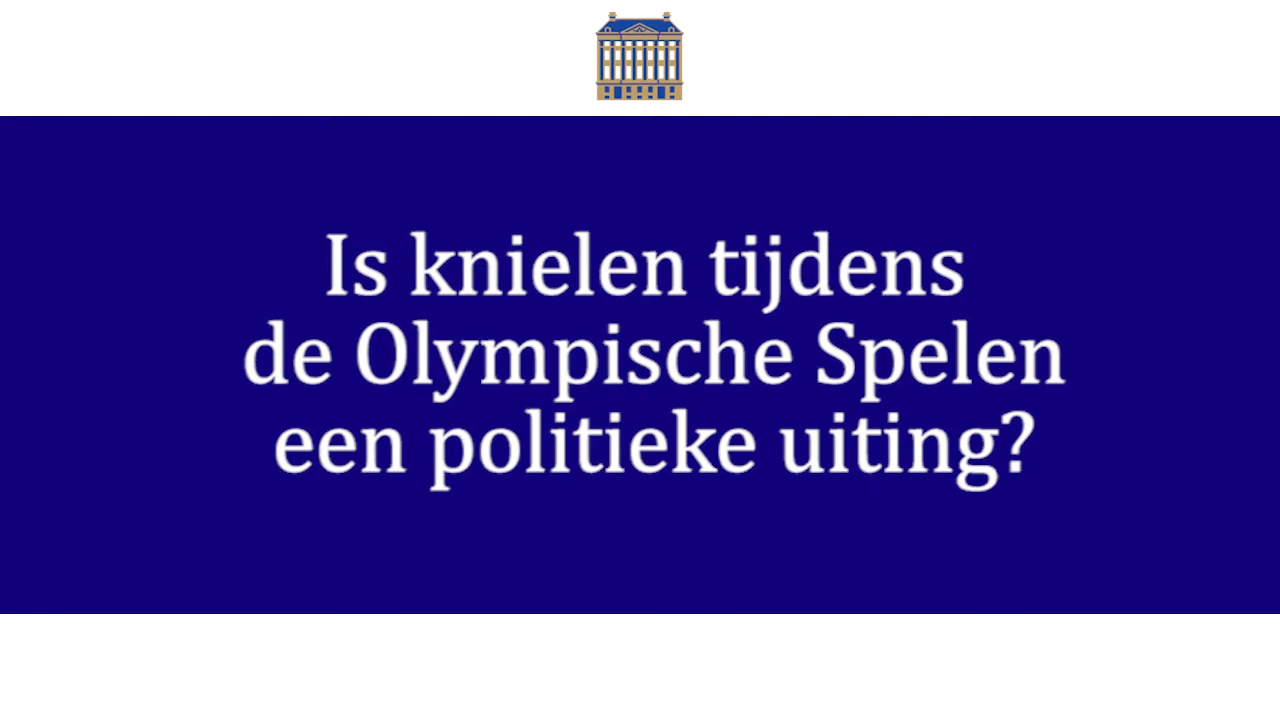 Is knielen tijdens
de Olympische Spelen
een politieke uiting?